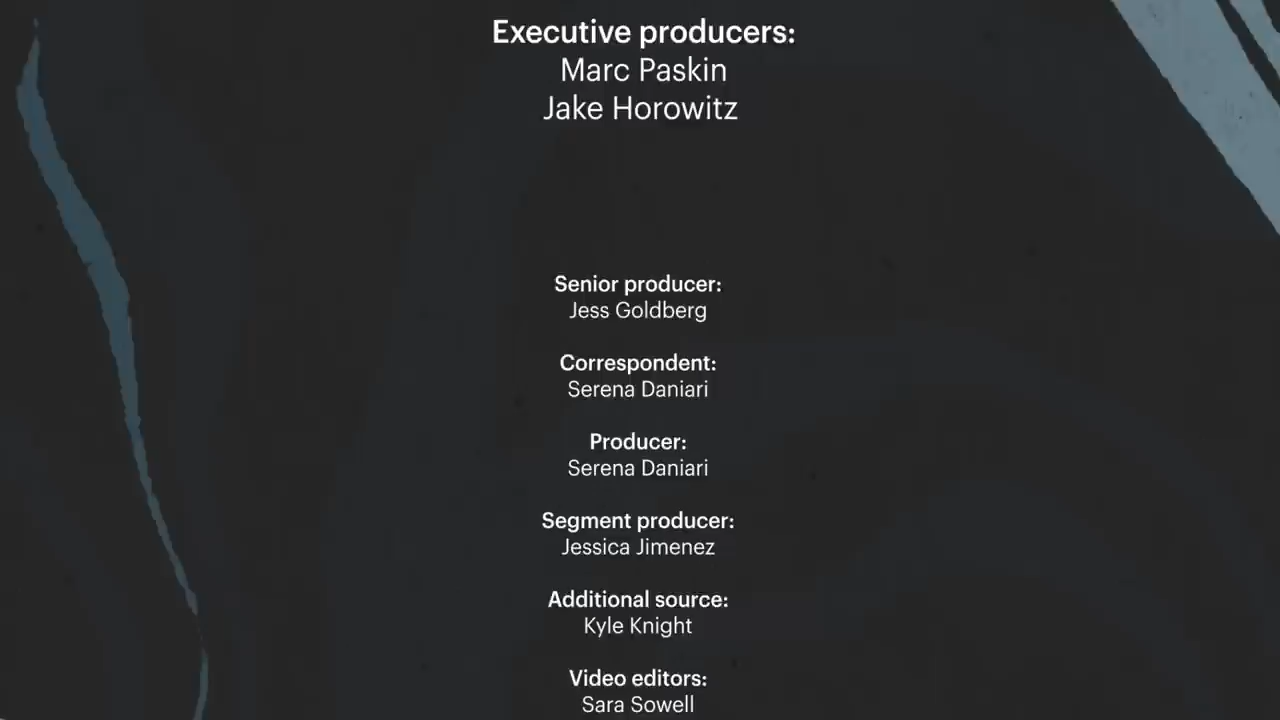 Executive producers:
Marc Paskin
Jake Horowitz
Senior producer:
Jess Goldberg
Correspondent:
Serena Daniari
Producer:
Serena Daniari
Segment producer:
Jessica Jimenez
Additional source:
Kyle Knight
Video editors:
Sara Sowell